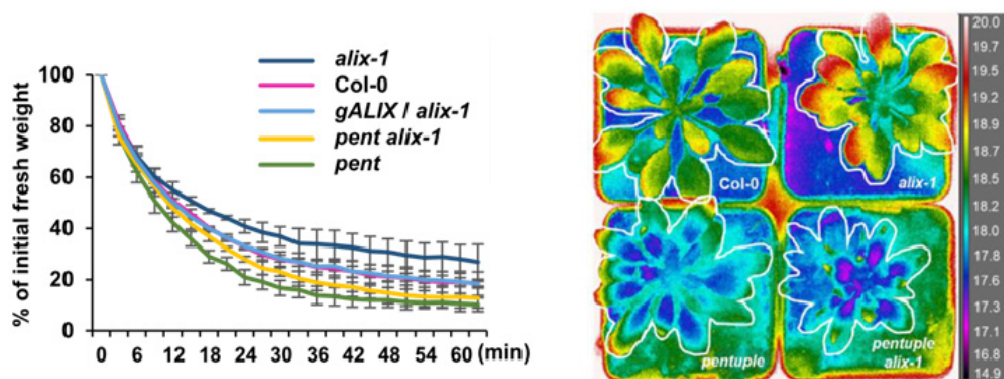 % of initial fresh weight
100
80
60
40
20
0
0 6 12 18 24 30 36 42 48 54 60 (min)
alix-1
Col-0
gALIX / alix-1
pent alix-1
pent
Col-0
alix-1
pentuple
pentuple
alix-1
20.0
19.7
19.5
19.3
18.9
18.7
18.5
18.2
18.0
17.8
17.6
17.3
17.1
16.8
14.9